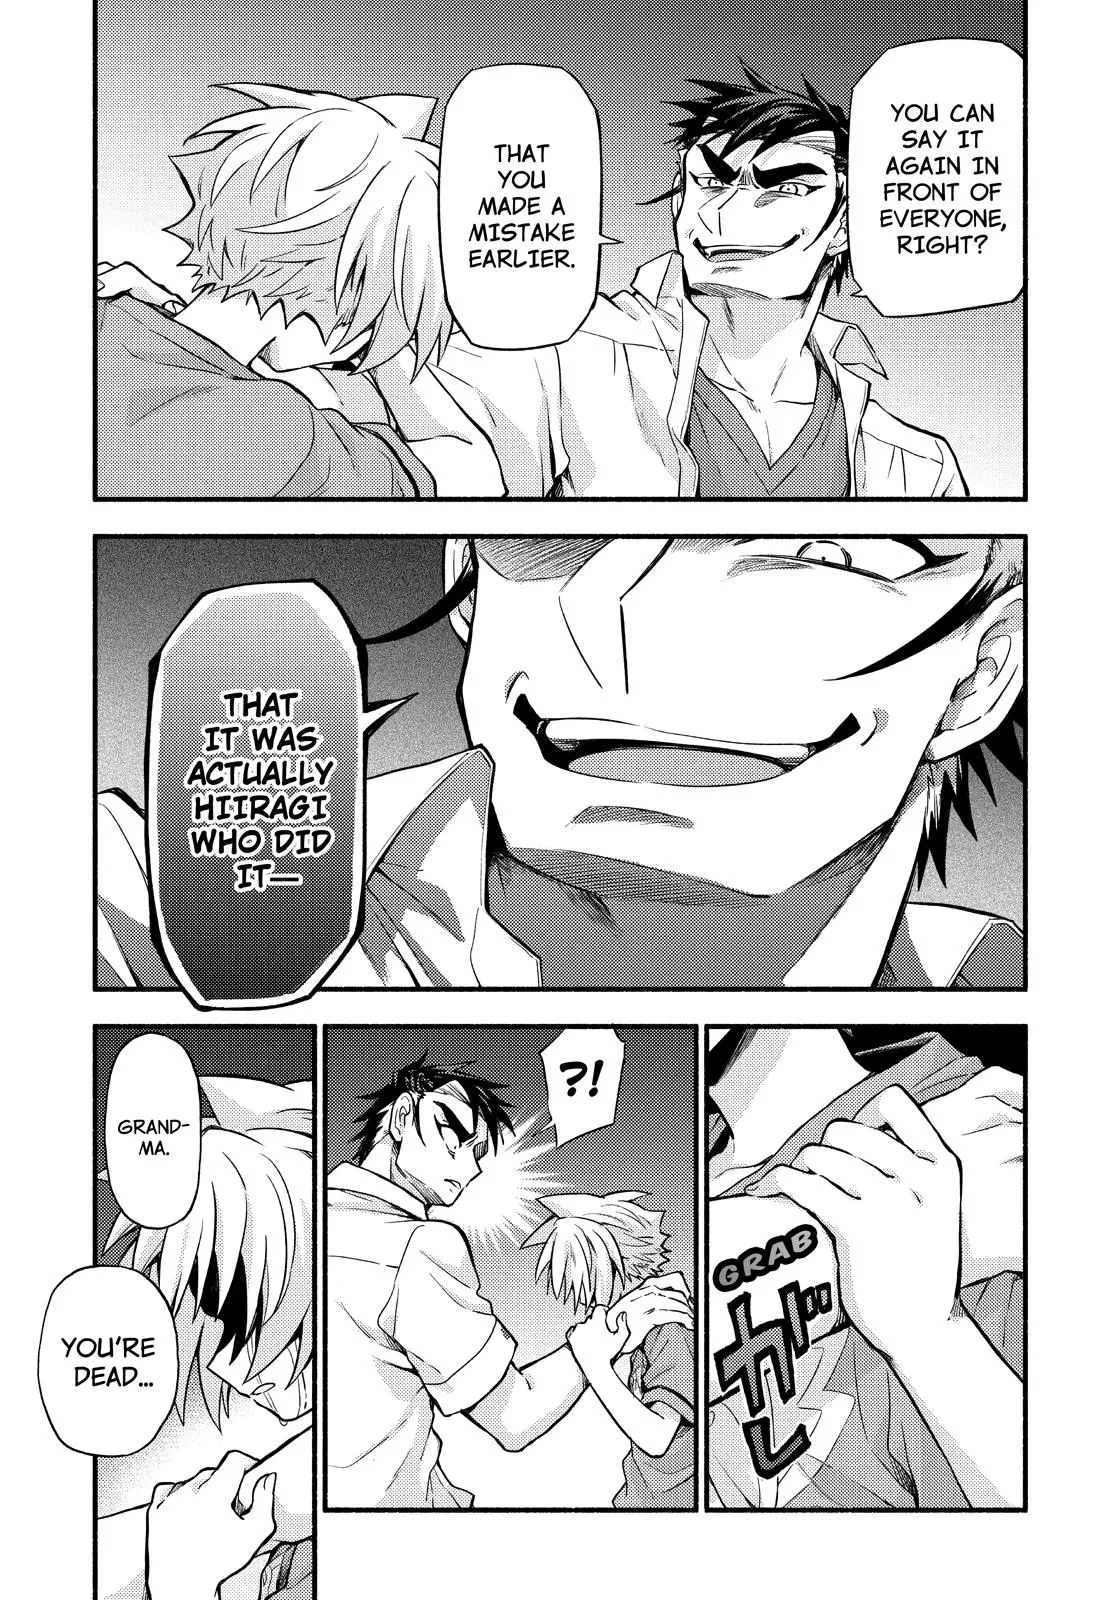 YOU CAN
SAY IT
AGAIN IN
FRONT OF
EVERYONE,
RIGHT?
THAT
YOU
MADE A
MISTAKE
EARLIER.
THAT
IT WAS
ACTUALLY
HIIRAGI
WHO DID
IT—
GRAB
ガシ
?!
GRAND-
MA.
YOU'RE
DEAD...